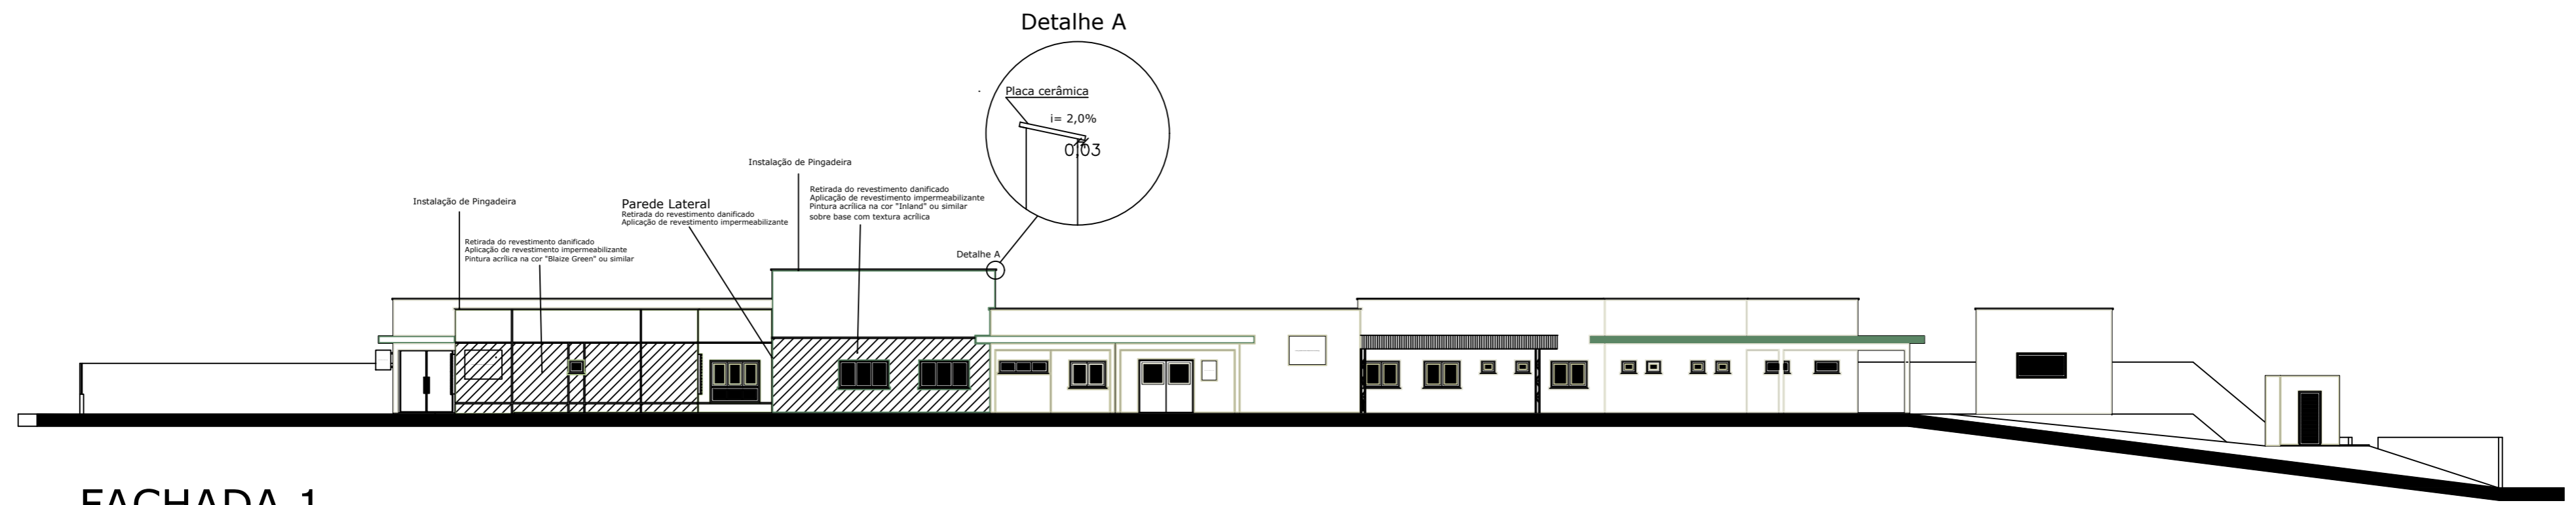 Detalhe A
Placa cerâmica
i= 2,0%
0,03
Instalação de Pingadeira
Retirada do revestimento danificado
Aplicação de revestimento impermeabilizante
Pintura acrílica na cor "Inland" ou similar
sobre base com textura acrílica
Parede Lateral
Retirada do revestimento danificado
Aplicação de revestimento impermeabilizante
Instalação de Pingadeira
Retirada do revestimento danificado
Aplicação de revestimento impermeabilizante
Pintura acrílica na cor "Blaize Green" ou similar
Detalhe A
FACHADA 1